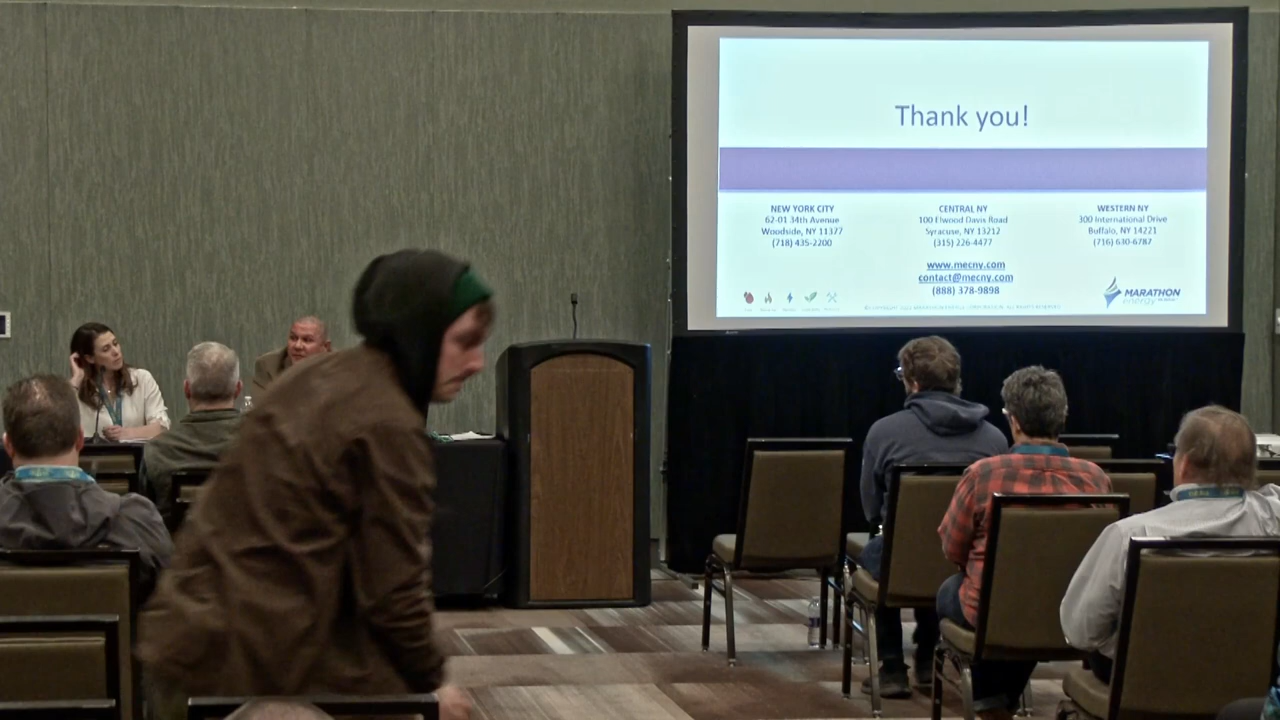 Thank you!
NEW YORK CITY
62-01 34th Avenue
Woodside, NY 11377
(718) 435-2200
CENTRAL NY
100 Elwood Davis Road
Syracuse, NY 13212
(315) 226-4477
www.mecny.com
contact@mecny.com
(888) 378-9898
WESTERN NY
300 International Drive
Buffalo, NY 14221
(716) 630-6787
MARATHON
energy